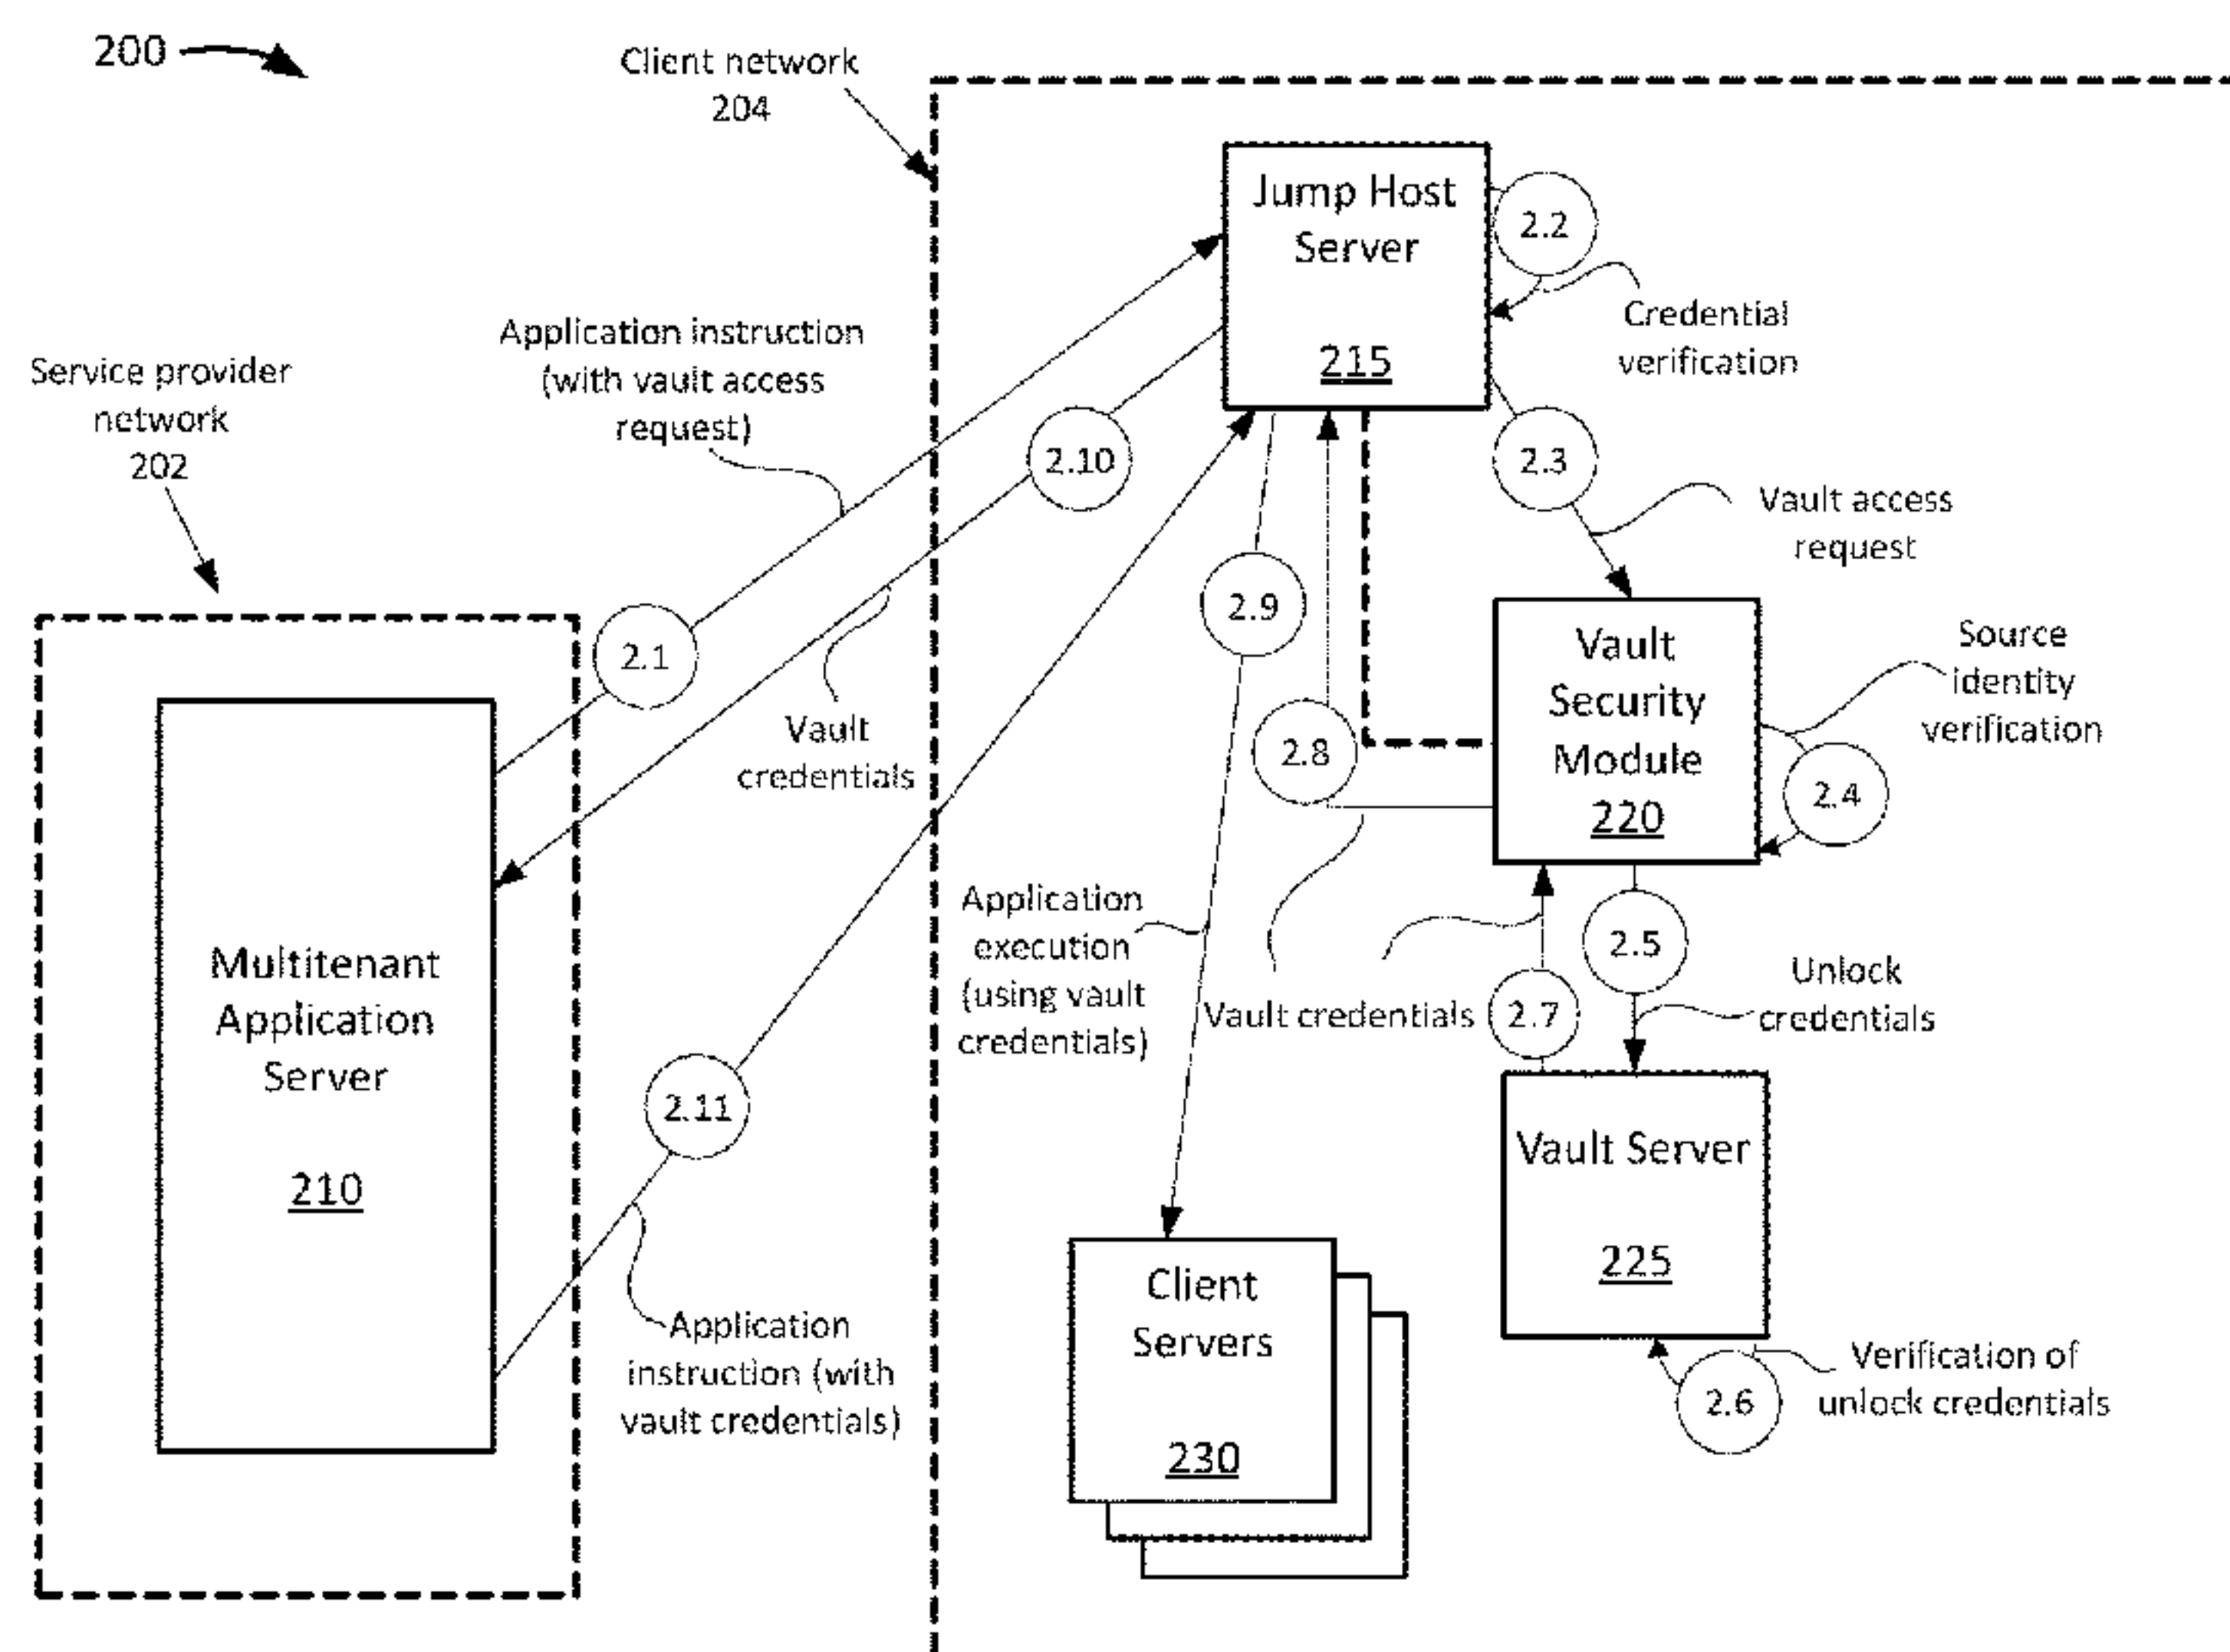 200
Client network
204
Jump Host
Server
215
2.2
Credential
verification
Application instruction
(with vault access
request)
Service provider
network
202
2.10
2.3
Vault access
request
2.9
2.1
Vault
credentials
Vault
Security
Module
220
Source
identity
verification
2.8
2.4
Multitenant
Application
Server
210
Application
execution
(using vault
credentials)
Vault credentials
2.7
2.5
Unlock
credentials
2.11
Vault Server
225
Application
instruction (with
vault credentials)
Client
Servers
230
2.6
Verification of
unlock credentials